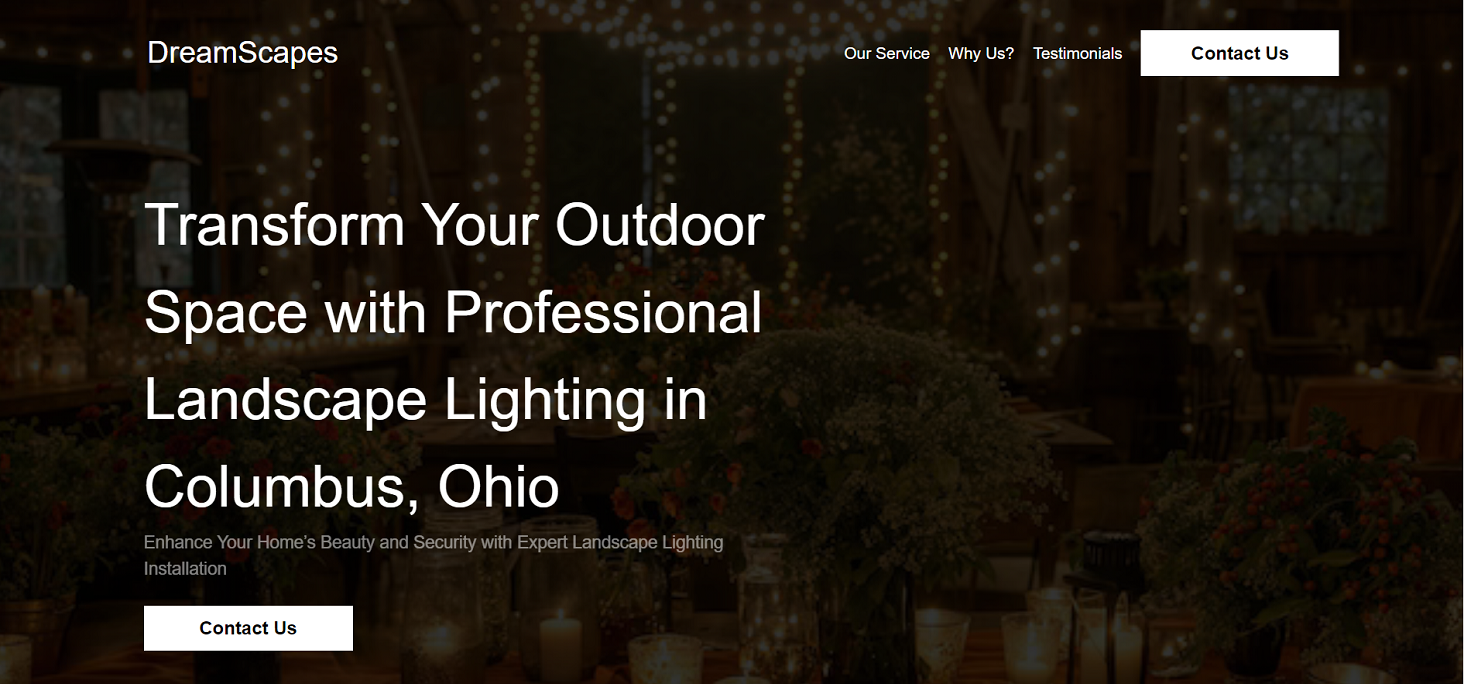 DreamScapes
Our Service Why Us? Testimonials Contact Us
Transform Your Outdoor
Space with Professional
Landscape Lighting in
Columbus, Ohio
Enhance Your Home’s Beauty and Security with Expert Landscape Lighting
Installation
Contact Us